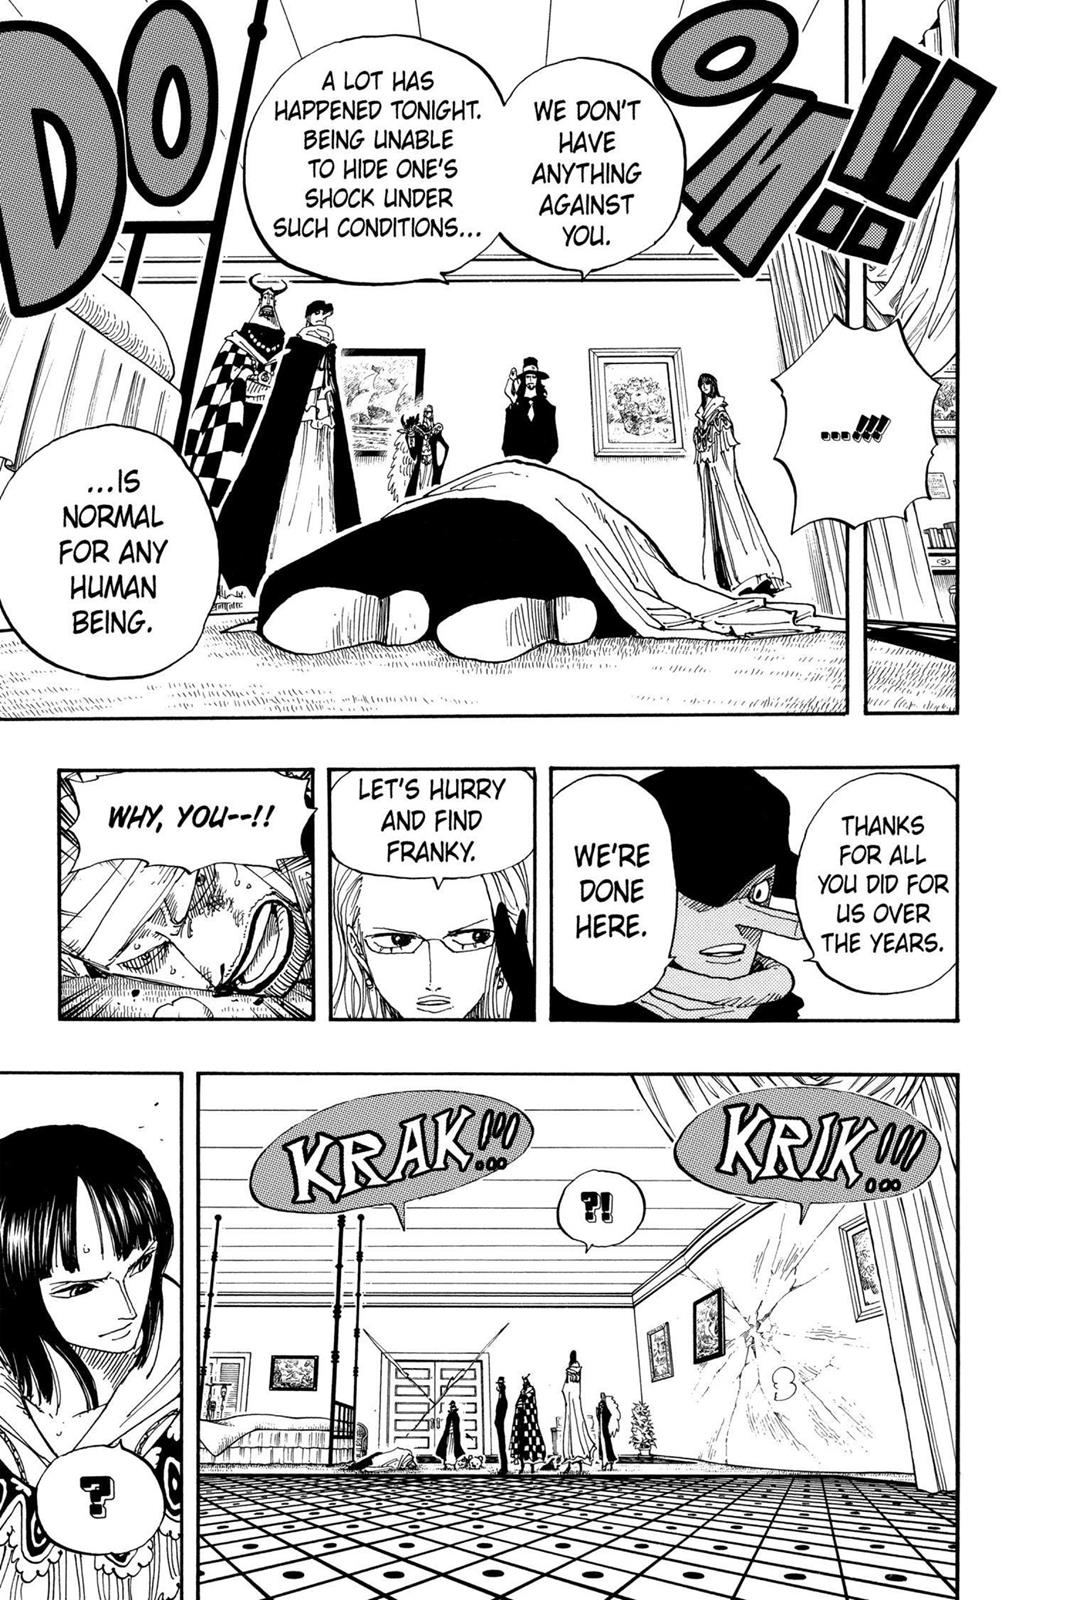 DOOM!!
WE DON'T
HAVE
ANYTHING
AGAINST
YOU.
A LOT HAS
HAPPENED TONIGHT.
BEING UNABLE
TO HIDE ONE'S
SHOCK UNDER
SUCH CONDITIONS...
...!!!
...IS
NORMAL
FOR ANY
HUMAN
BEING.
THANKS
FOR ALL
YOU DID FOR
US OVER
THE YEARS.
WE'RE
DONE
HERE.
LET'S HURRY
AND FIND
FRANKY.
WHY, YOU--!!
KRIK!!!
KRAK!!!
?!
?